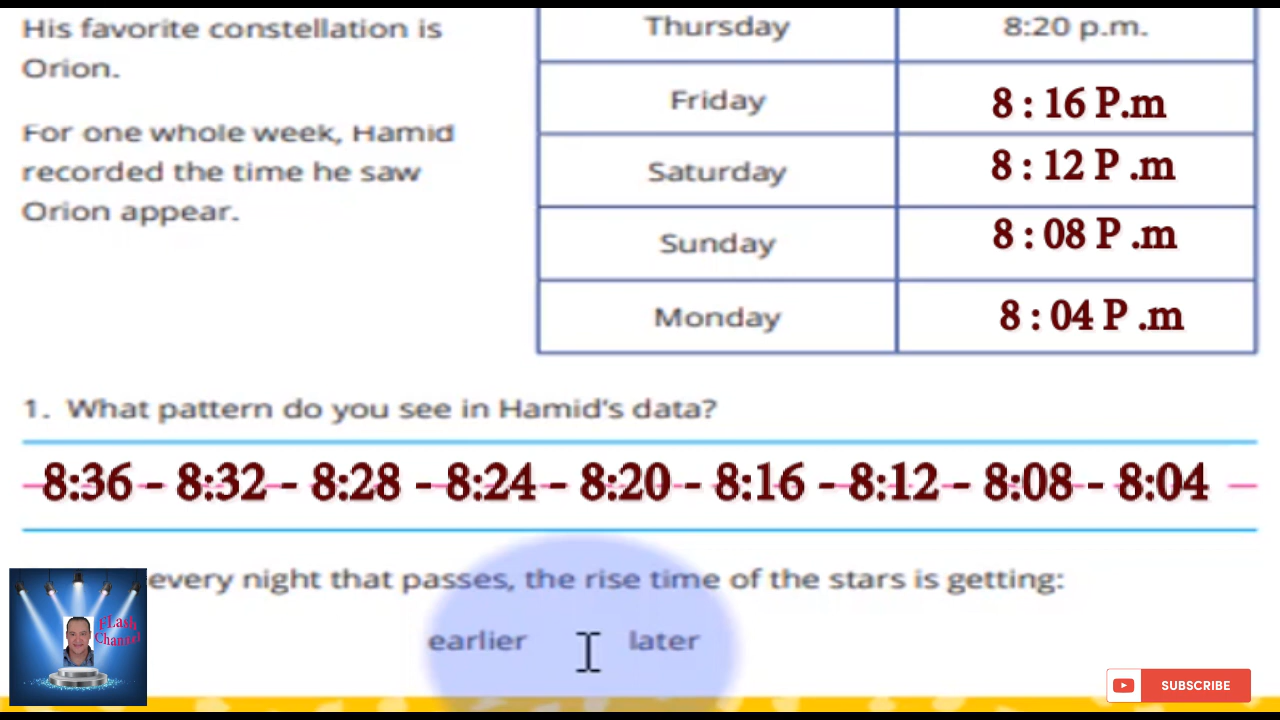 His favorite constellation is
Orion.
For one whole week, Hamid
recorded the time he saw
Orion appear.
Thursday 8:20 p.m.
Friday 8 : 16 P.m
Saturday 8 : 12 P .m
Sunday 8 : 08 P .m
Monday 8 : 04 P .m
1. What pattern do you see in Hamid's data?
8:36 - 8:32 - 8:28 - 8:24 - 8:20 - 8:16 - 8:12 - 8:08 - 8:04
every night that passes, the rise time of the stars is getting:
earlier later
FLash
Channel
SUBSCRIBE